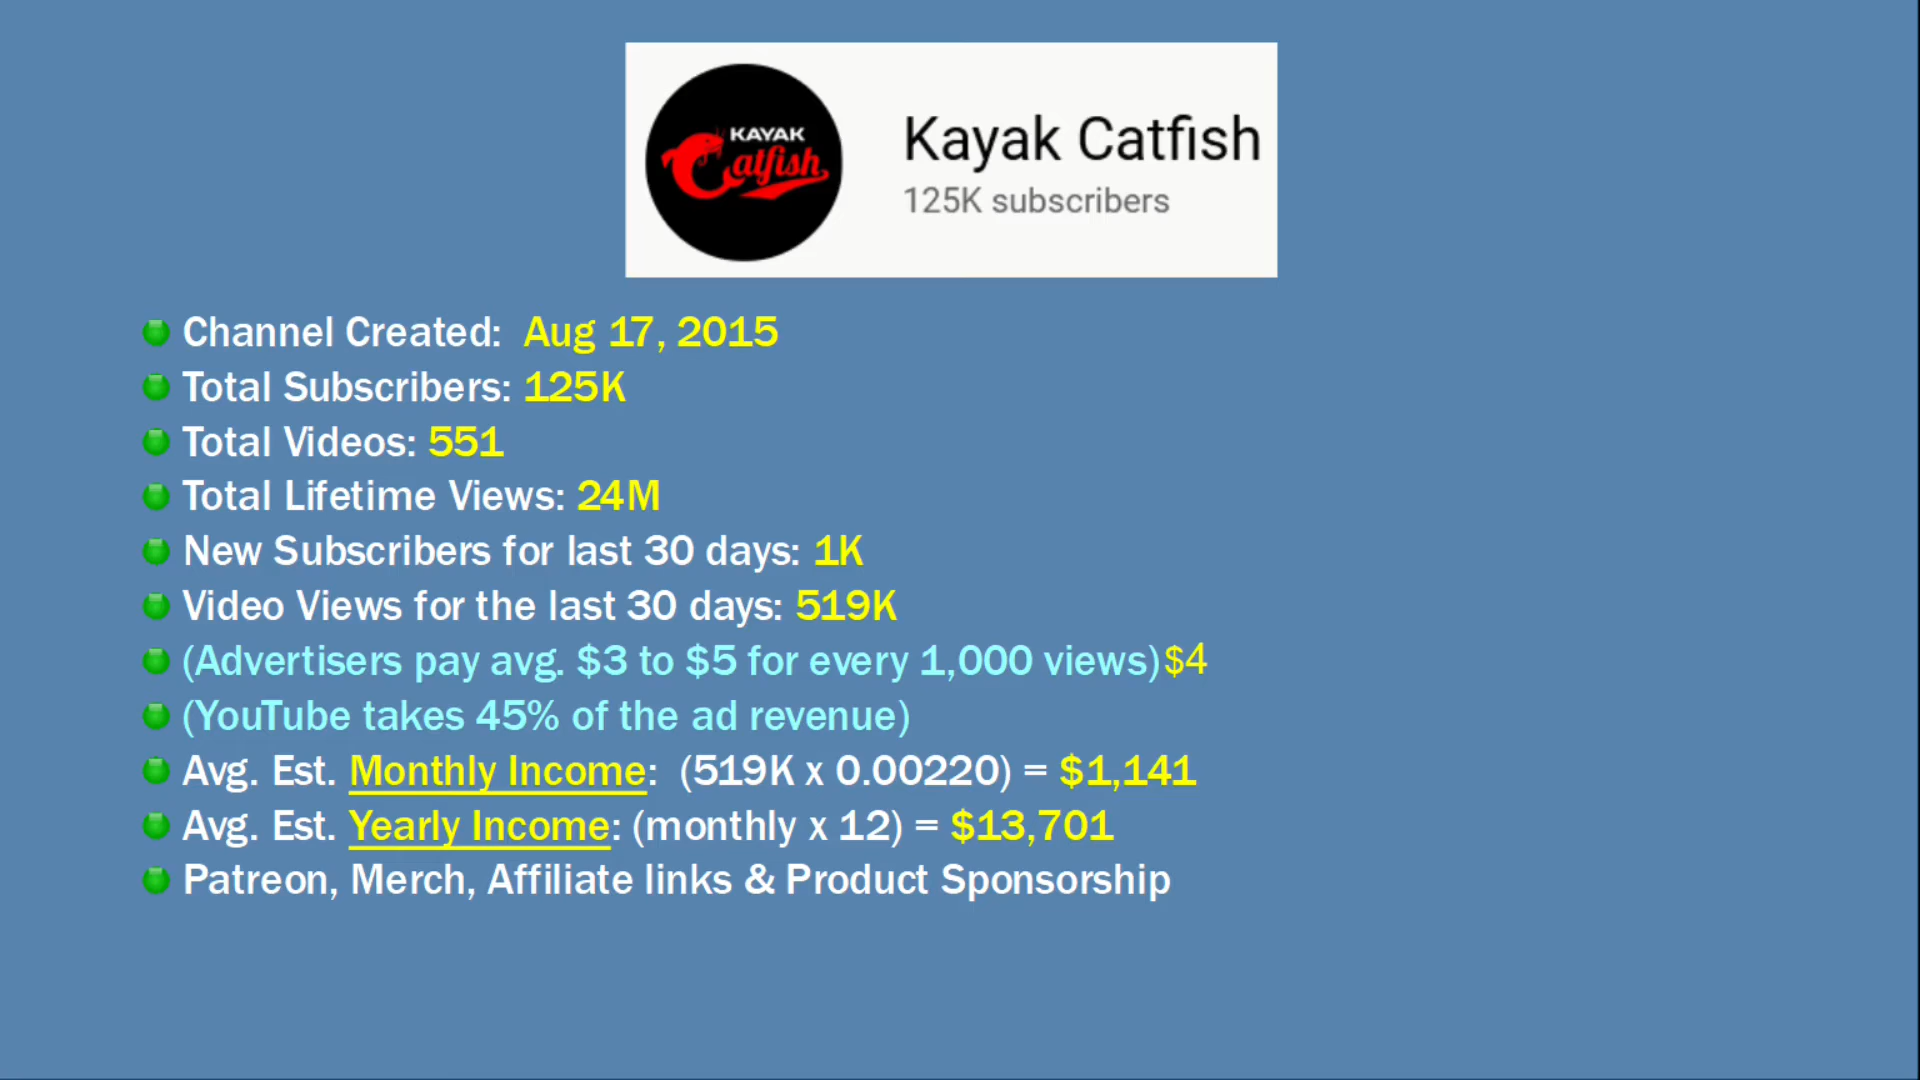 KAYAK
Catfish
Kayak Catfish
125K subscribers
Channel Created: Aug 17, 2015
Total Subscribers: 125K
Total Videos: 551
Total Lifetime Views: 24M
New Subscribers for last 30 days: 1K
Video Views for the last 30 days: 519K
(Advertisers pay avg. $3 to $5 for every 1,000 views)$4
(YouTube takes 45% of the ad revenue)
Avg. Est. Monthly Income: (519K x 0.00220) = $1,141
Avg. Est. Yearly Income: (monthly x 12) = $13,701
Patreon, Merch, Affiliate links & Product Sponsorship